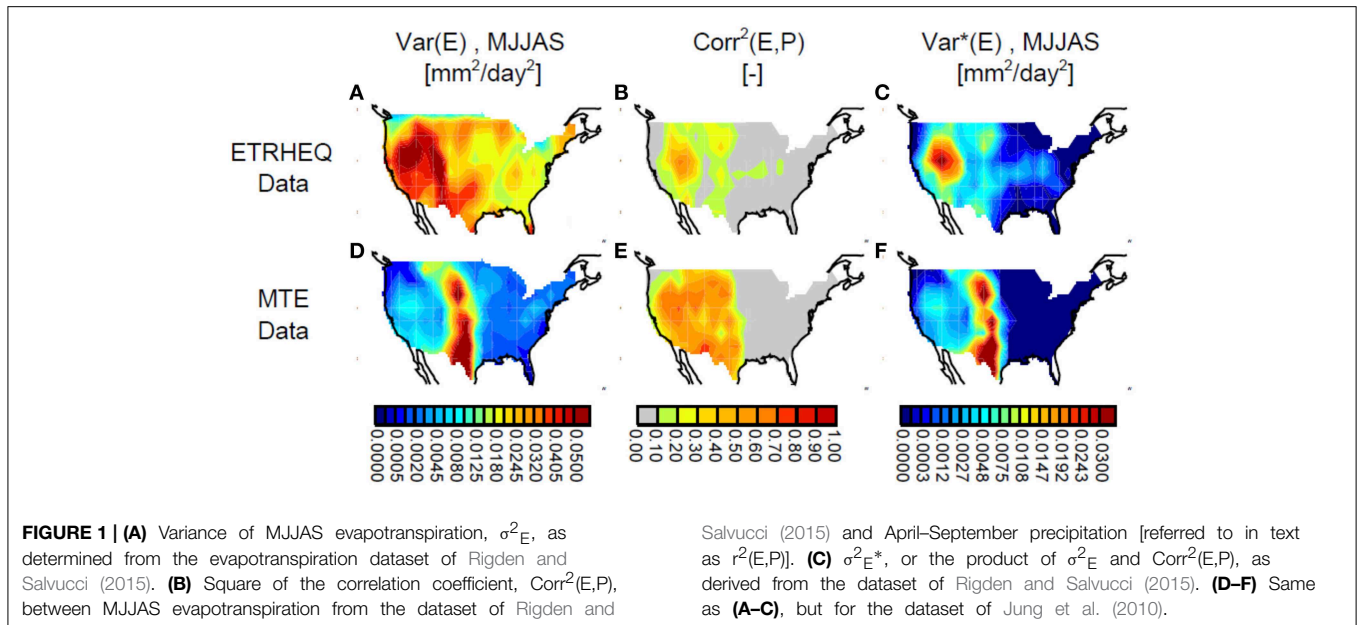 Var(E) , MJJAS
[mm²/day²]
Corr²(E,P)
[-]
Var*(E) , MJJAS
[mm²/day²]
A
B
C
ETRHEQ
Data
D
E
F
MTE
Data
0.0000
0.0005
0.0020
0.0045
0.0080
0.0125
0.0180
0.0245
0.0320
0.0405
0.0500
0.00
0.10
0.20
0.30
0.40
0.50
0.60
0.70
0.80
0.90
1.00
0.0000
0.0003
0.0012
0.0027
0.0048
0.0075
0.0108
0.0147
0.0192
0.0243
0.0300
FIGURE 1 | (A) Variance of MJJAS evapotranspiration, σ²E, as
determined from the evapotranspiration dataset of Rigden and
Salvucci (2015). (B) Square of the correlation coefficient, Corr²(E,P),
between MJJAS evapotranspiration from the dataset of Rigden and
Salvucci (2015) and April–September precipitation [referred to in text
as r²(E,P)]. (C) σ²E*, or the product of σ²E and Corr²(E,P), as
derived from the dataset of Rigden and Salvucci (2015). (D–F) Same
as (A–C), but for the dataset of Jung et al. (2010).